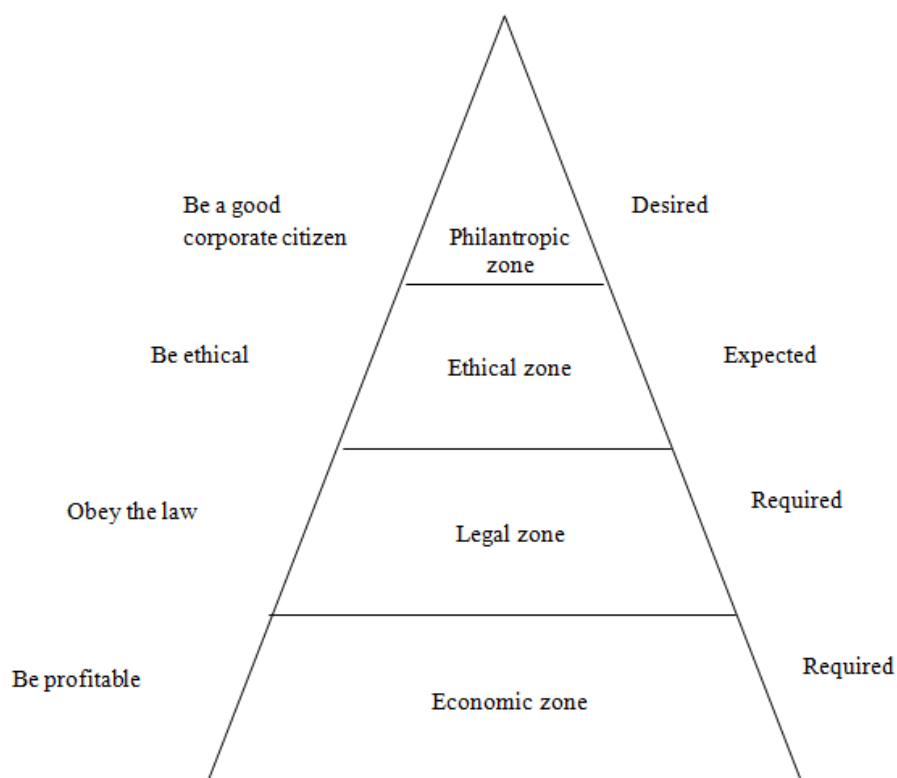 Be a good
corporate citizen
Desired
Philantropic
zone
Be ethical
Ethical zone
Expected
Obey the law
Legal zone
Required
Be profitable
Economic zone
Required